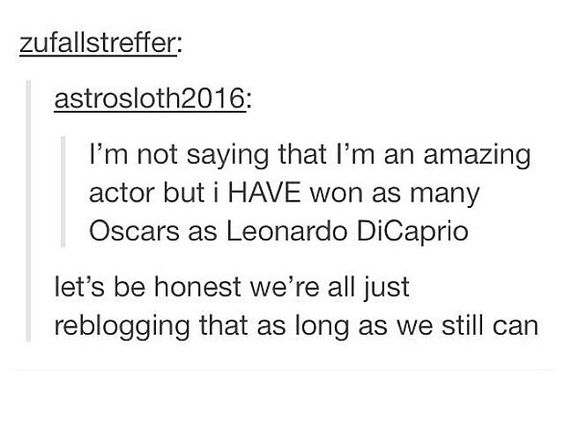 zufallstreffer:
astrosloth2016:
I'm not saying that I'm an amazing
actor but i HAVE won as many
Oscars as Leonardo DiCaprio
let's be honest we're all just
reblogging that as long as we still can